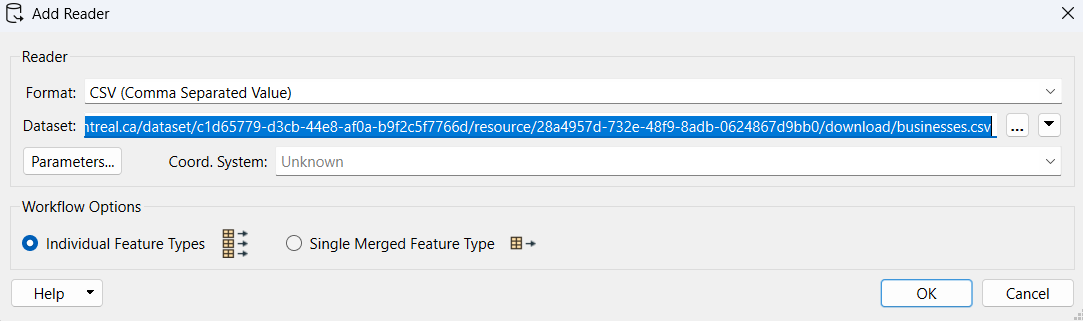 Add Reader
Reader
Format: CSV (Comma Separated Value)
Dataset: ntreal.ca/dataset/c1d65779-d3cb-44e8-af0a-b9f2c5f7766d/resource/28a4957d-732e-48f9-8adb-0624867d9bb0/download/businesses.csv ...
Parameters... Coord. System: Unknown
Workflow Options
Individual Feature Types Single Merged Feature Type
Help OK Cancel